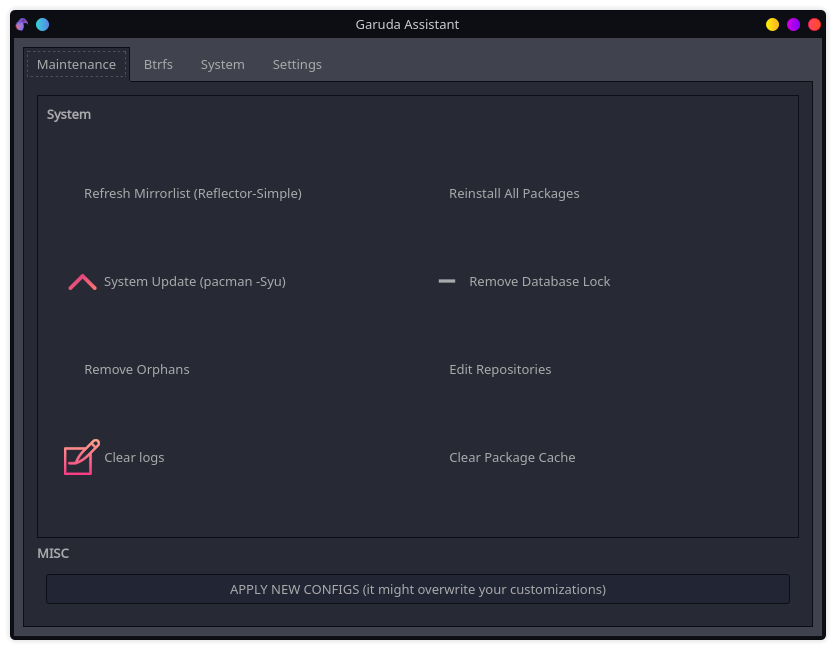 Garuda Assistant
Maintenance Btrfs System Settings
System
Refresh Mirrorlist (Reflector-Simple) Reinstall All Packages
System Update (pacman -Syu) Remove Database Lock
Remove Orphans Edit Repositories
Clear logs Clear Package Cache
MISC
APPLY NEW CONFIGS (it might overwrite your customizations)